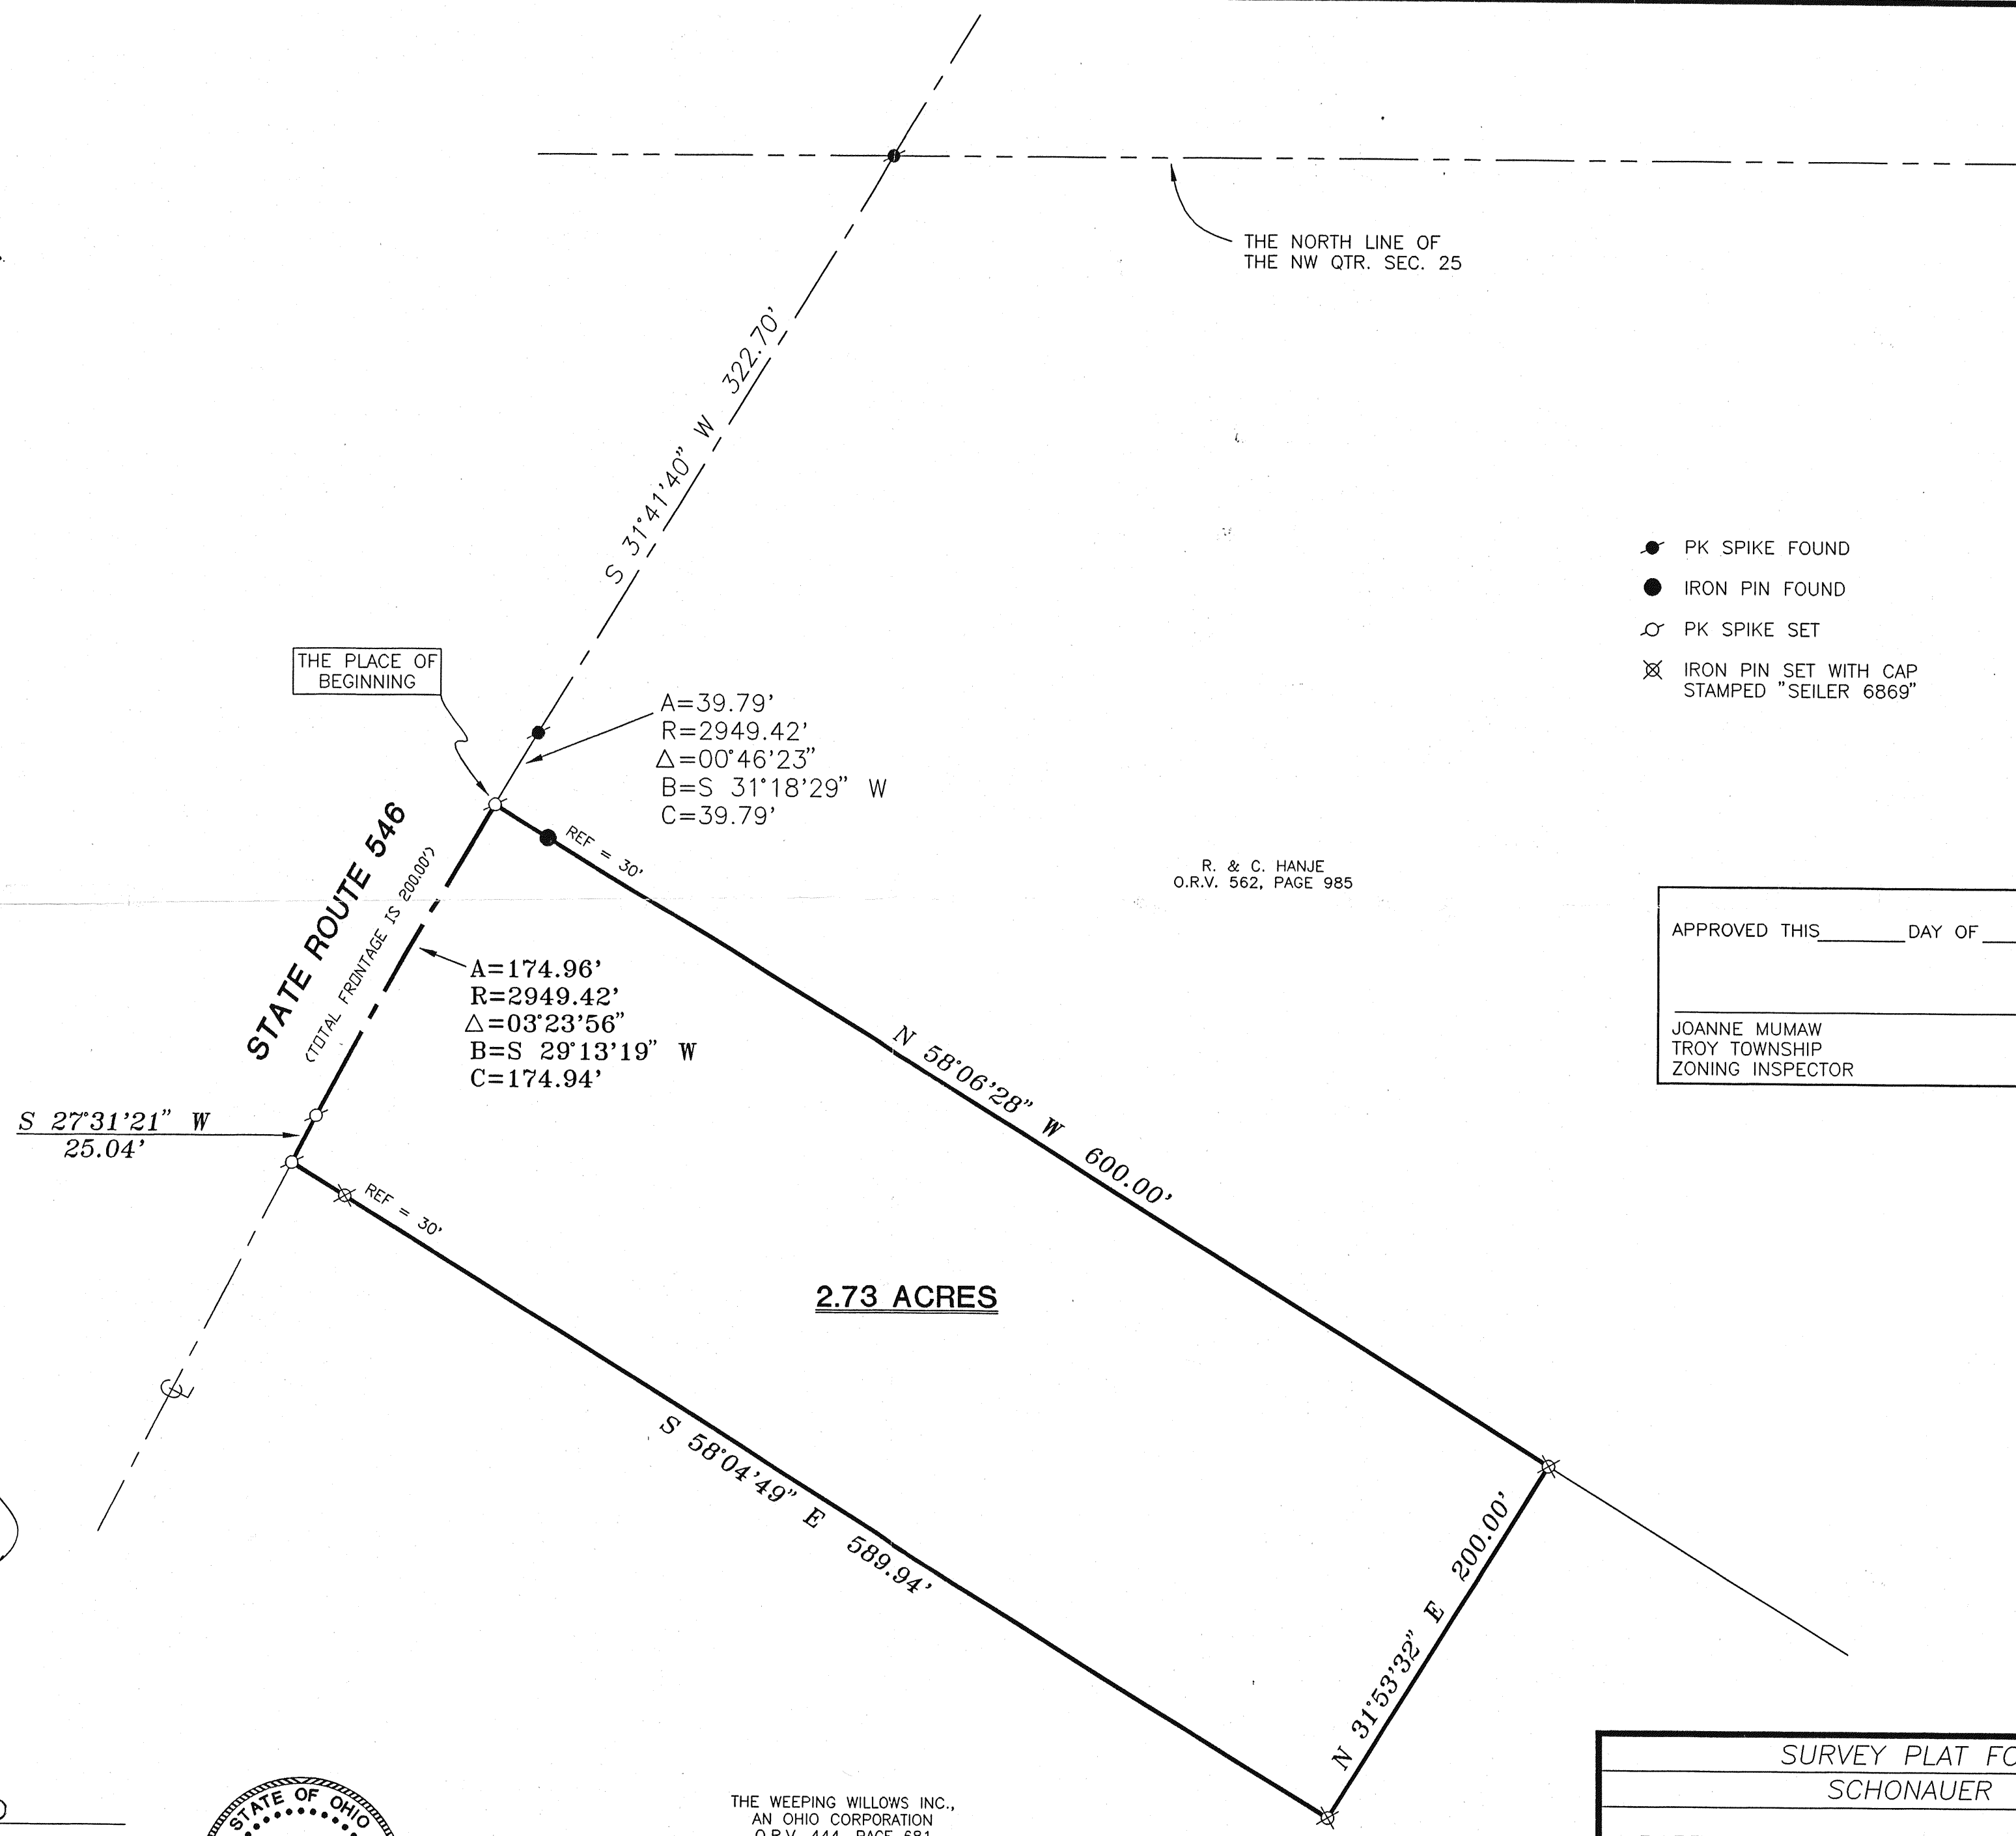 THE NORTH LINE OF
THE NW QTR. SEC. 25
S 31°41'40" W 322.70'
PK SPIKE FOUND
IRON PIN FOUND
PK SPIKE SET
IRON PIN SET WITH CAP
STAMPED "SEILER 6869"
THE PLACE OF
BEGINNING
A=39.79'
R=2949.42'
△=00°46'23"
B=S 31°18'29" W
C=39.79'
REF = 30'
STATE ROUTE 546
(TOTAL FRONTAGE IS 200.00')
R. & C. HANJE
O.R.V. 562, PAGE 985
APPROVED THIS DAY OF
JOANNE MUMAW
TROY TOWNSHIP
ZONING INSPECTOR
A=174.96'
R=2949.42'
△=03°23'56"
B=S 29°13'19" W
C=174.94'
N 58°06'28" W 600.00'
S 27°31'21" W
25.04'
REF = 30'
2.73 ACRES
℄
S 58°04'49" E 589.94'
N 31°53'32" E 200.00'
STATE OF OHIO
THE WEEPING WILLOWS INC.,
AN OHIO CORPORATION
O.R.V. 444, PAGE 681
SURVEY PLAT
SCHONAUER